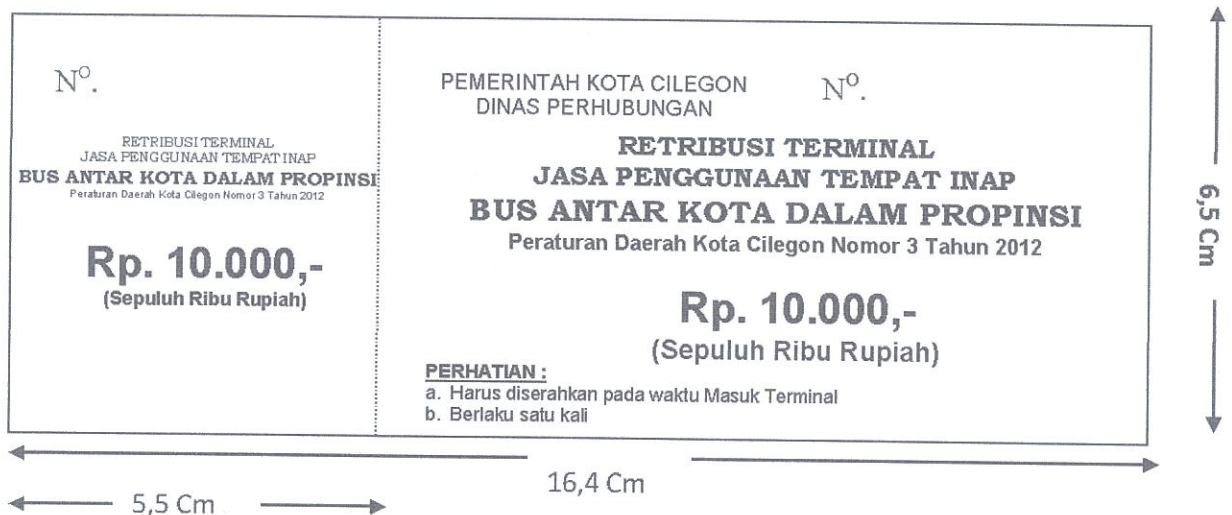 N°.
RETRIBUSI TERMINAL
JASA PENGGUNAAN TEMPAT INAP
BUS ANTAR KOTA DALAM PROPINSI
Peraturan Daerah Kota Cilegon Nomor 3 Tahun 2012
Rp. 10.000,-
(Sepuluh Ribu Rupiah)
PEMERINTAH KOTA CILEGON
DINAS PERHUBUNGAN
N°.
RETRIBUSI TERMINAL
JASA PENGGUNAAN TEMPAT INAP
BUS ANTAR KOTA DALAM PROPINSI
Peraturan Daerah Kota Cilegon Nomor 3 Tahun 2012
Rp. 10.000,-
(Sepuluh Ribu Rupiah)
PERHATIAN :
a. Harus diserahkan pada waktu Masuk Terminal
b. Berlaku satu kali
6,5 Cm
16,4 Cm
5,5 Cm